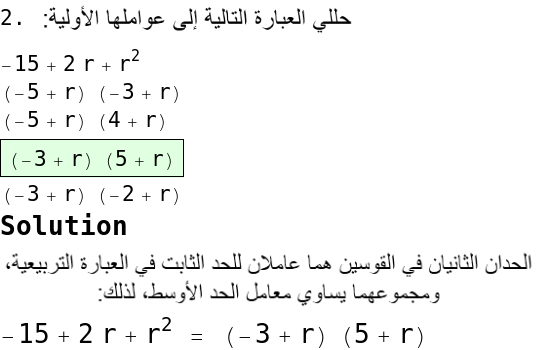 2. حللي العبارة التالية إلى عواملها الأولية:
-15 + 2 r + r²
(-5 + r) (-3 + r)
(-5 + r) (4 + r)
(-3 + r) (5 + r)
(-3 + r) (-2 + r)
Solution
الحدان الثانيان في القوسين هما عاملان للحد الثابت في العبارة التربيعية،
ومجموعهما يساوي معامل الحد الأوسط، لذلك:
-15 + 2 r + r² = (-3 + r) (5 + r)